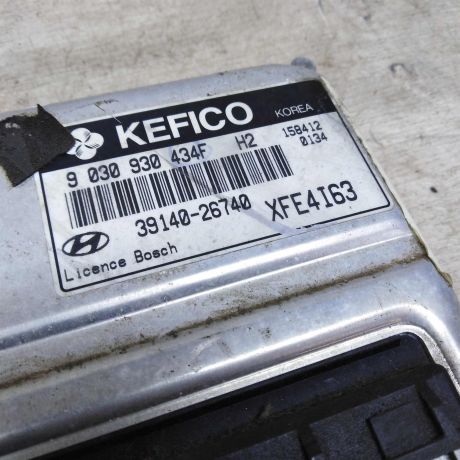 KEFICO KOREA
9 030 930 434F H2 158412
0134
39140-26740 XFE4I63
Licence Bosch